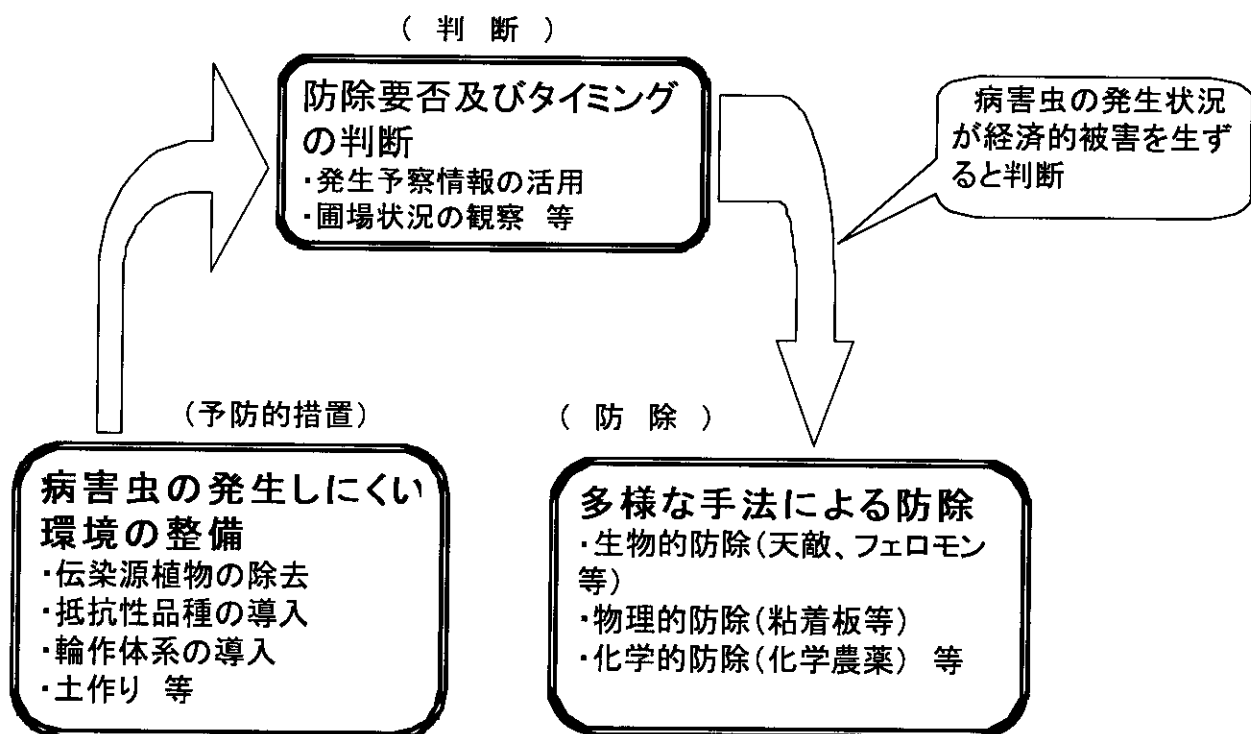 （ 判 断 ）
防除要否及びタイミング
の判断
・発生予察情報の活用
・圃場状況の観察 等
病害虫の発生状況
が経済的被害を生ず
ると判断
（予防的措置）
病害虫の発生しにくい
環境の整備
・伝染源植物の除去
・抵抗性品種の導入
・輪作体系の導入
・土作り 等
（ 防 除 ）
多様な手法による防除
・生物的防除（天敵、フェロモン
等）
・物理的防除（粘着板等）
・化学的防除（化学農薬） 等